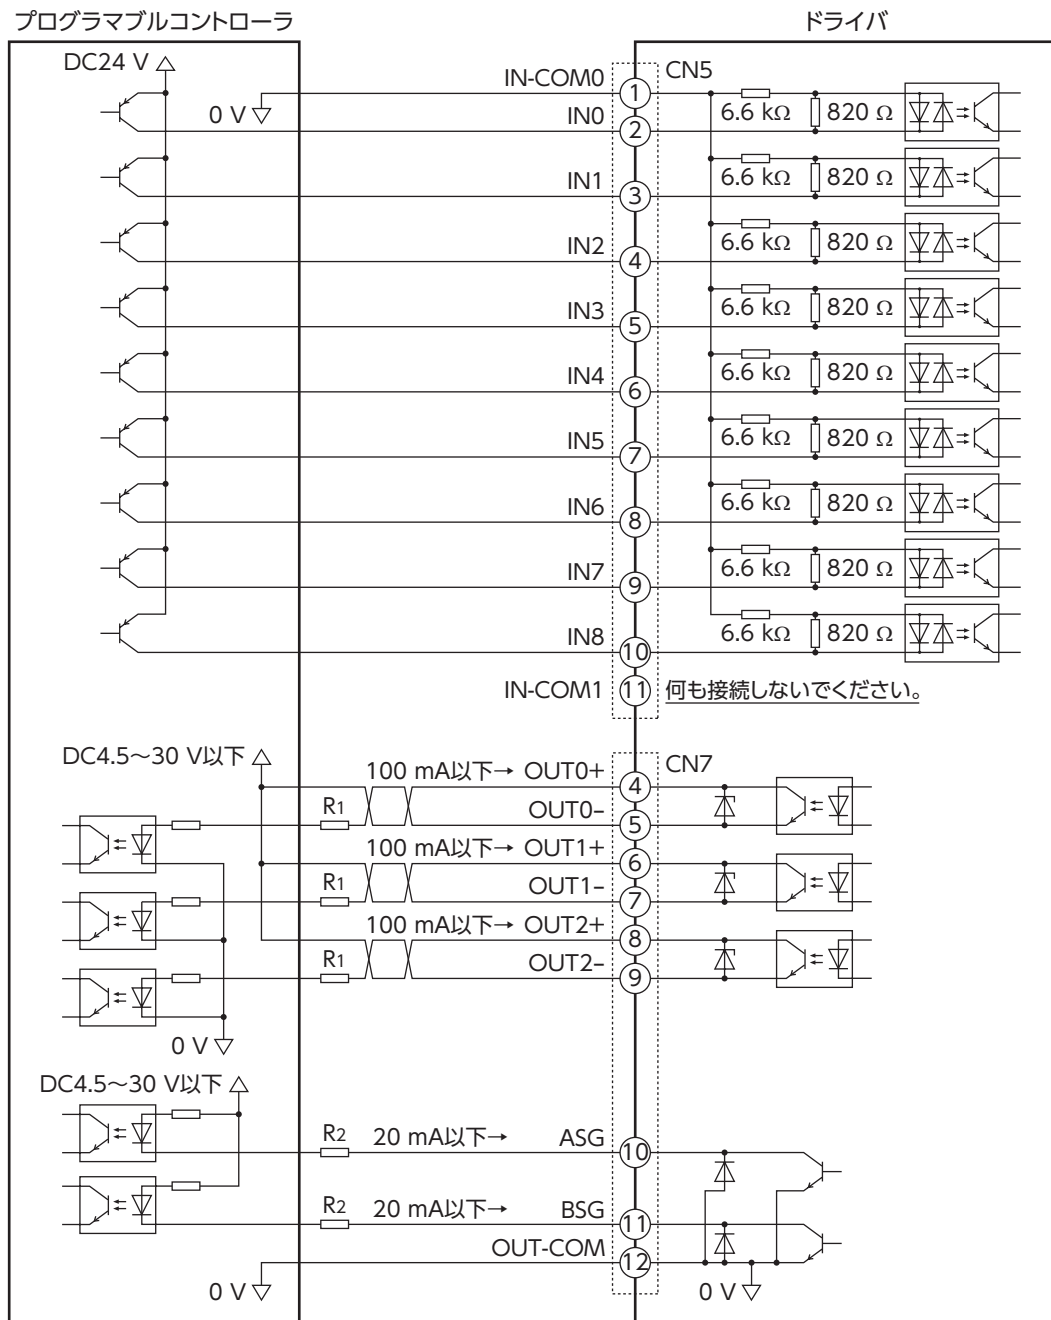 プログラマブルコントローラ
ドライバ
DC24 V
0 V
IN-COM0
1
CN5
IN0
2
6.6 kΩ
820 Ω
IN1
3
6.6 kΩ
820 Ω
IN2
4
6.6 kΩ
820 Ω
IN3
5
6.6 kΩ
820 Ω
IN4
6
6.6 kΩ
820 Ω
IN5
7
6.6 kΩ
820 Ω
IN6
8
6.6 kΩ
820 Ω
IN7
9
6.6 kΩ
820 Ω
IN8
10
6.6 kΩ
820 Ω
IN-COM1
11
何も接続しないでください。
DC4.5～30 V以下
CN7
100 mA以下→ OUT0+
4
R1
OUT0-
5
100 mA以下→ OUT1+
6
R1
OUT1-
7
100 mA以下→ OUT2+
8
R1
OUT2-
9
0 V
DC4.5～30 V以下
R2
20 mA以下→
ASG
10
R2
20 mA以下→
BSG
11
OUT-COM
12
0 V
0 V